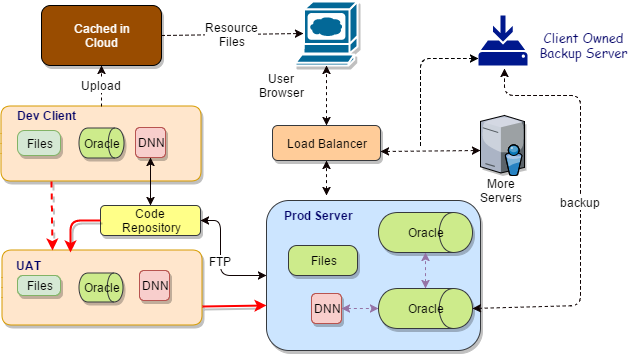 Cached in
Cloud
Resource
Files
User
Browser
Client Owned
Backup Server
Upload
Dev Client
Files
Oracle
DNN
Load Balancer
More
Servers
Code
Repository
FTP
Prod Server
Oracle
Files
DNN
Oracle
backup
UAT
Files
Oracle
DNN